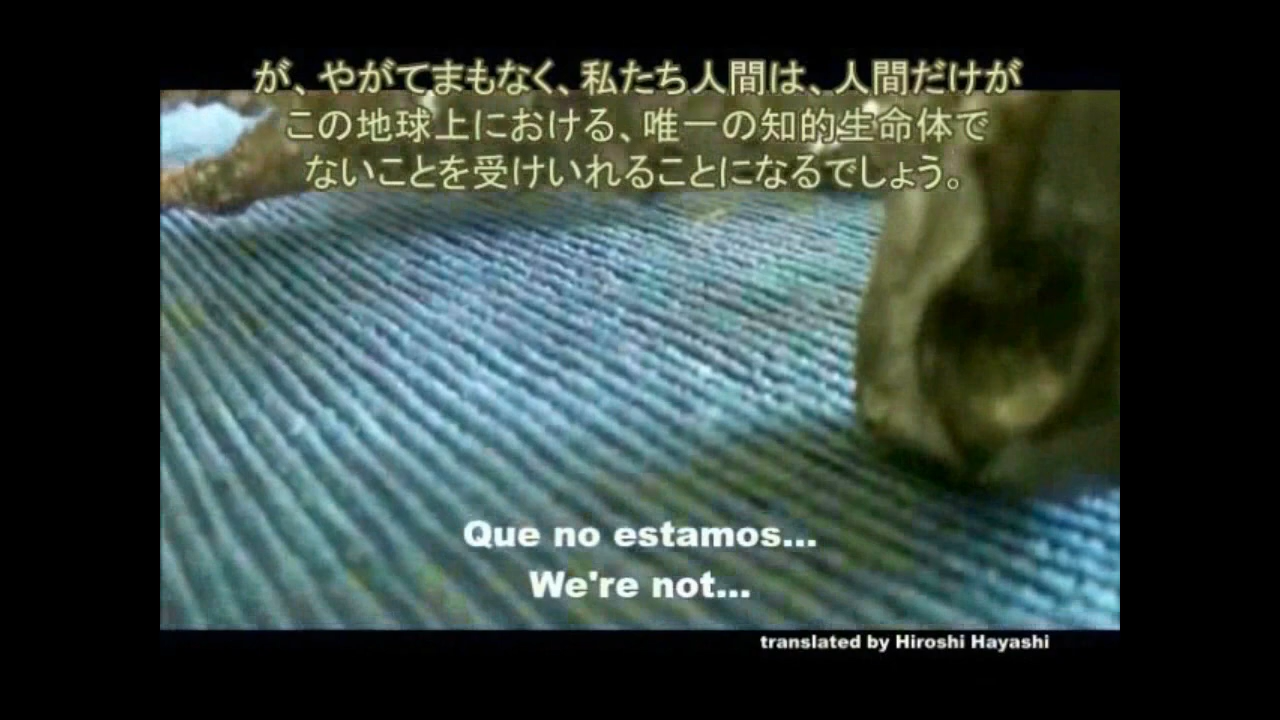 が、やがてまもなく、私たち人間は、人間だけが
この地球上における、唯一の知的生命体で
ないことを受けいれることになるでしょう。
Que no estamos...
We're not...
translated by Hiroshi Hayashi